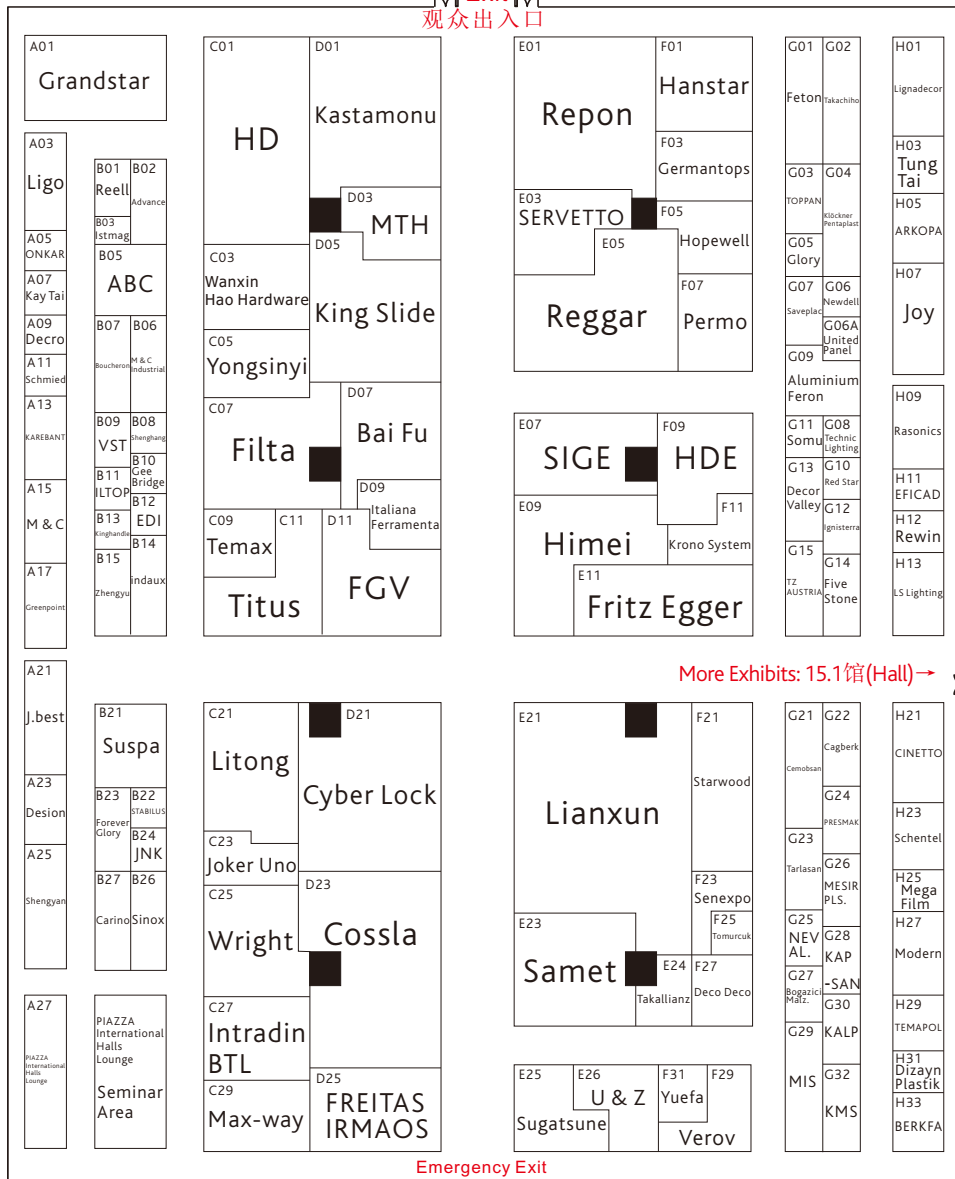 Exit
观众出入口
A01
Grandstar
A03
Ligo
A05
ONKAR
A07
Kay Tai
A09
Decro
A11
Schmied
A13
KAREBANT
A15
M & C
A17
Greenpoint
A21
J.best
A23
Desion
A25
Shengyan
A27
PIAZZA
International
Halls
Lounge
B01
Reell
B02
Advance
B03
Istmag
B05
ABC
B07
Boucheron
B06
M & C
Industrial
B09
VST
B08
Shenghang
B10
Gee
Bridge
B11
ILTOP
B12
EDI
B13
Kinghandle
B14
indaux
B15
Zhengyu
B21
Suspa
B23
Forever
Glory
B22
STABILUS
B24
JNK
B27
Carino
B26
Sinox
PIAZZA
International
Halls
Lounge
Seminar
Area
C01
HD
C03
Wanxin
Hao Hardware
C05
Yongsinyi
C07
Filta
C09
Temax
C11
Titus
D01
Kastamonu
D03
MTH
D05
King Slide
D07
Bai Fu
D09
Italiana
Ferramenta
D11
FGV
C21
Litong
C23
Joker Uno
C25
Wright
C27
Intradin
BTL
C29
Max-way
D21
Cyber Lock
D23
Cossla
D25
FREITAS
IRMAOS
E01
Repon
E03
SERVETTO
E05
Reggar
F01
Hanstar
F03
Germantops
F05
Hopewell
F07
Permo
E07
SIGE
F09
HDE
E09
Himei
F11
Krono System
E11
Fritz Egger
More Exhibits: 15.1馆(Hall)→
E21
Lianxun
F21
Starwood
F23
Senexpo
F25
Tomurcuk
E23
Samet
E24
Takallianz
F27
Deco Deco
E25
Sugatsune
E26
U & Z
F31
Yuefa
F29
Verov
G01
Feton
G02
Takachiho
G03
TOPPAN
G04
Klöckner
Pentaplast
G05
Glory
G07
Saveplac
G06
Newdell
G06A
United
Panel
G09
Aluminium
Feron
G11
Somu
G08
Technic
Lighting
G13
Decor
Valley
G10
Red Star
G12
Ignisterra
G15
TZ
AUSTRIA
G14
Five
Stone
G21
Cemobsan
G22
Cagberk
G24
PRESMAK
G23
Tarlasan
G26
MESIR
PLS.
G25
NEV
AL.
G28
KAP
-SAN
G27
Bogazici
Malz.
G30
KALP
G29
MIS
G32
KMS
H01
Lignadecor
H03
Tung
Tai
H05
ARKOPA
H07
Joy
H09
Rasonics
H11
EFICAD
H12
Rewin
H13
LS Lighting
H21
CINETTO
H23
Schentel
H25
Mega
Film
H27
Modern
H29
TEMAPOL
H31
Dizayn
Plastik
H33
BERKFA
Emergency Exit